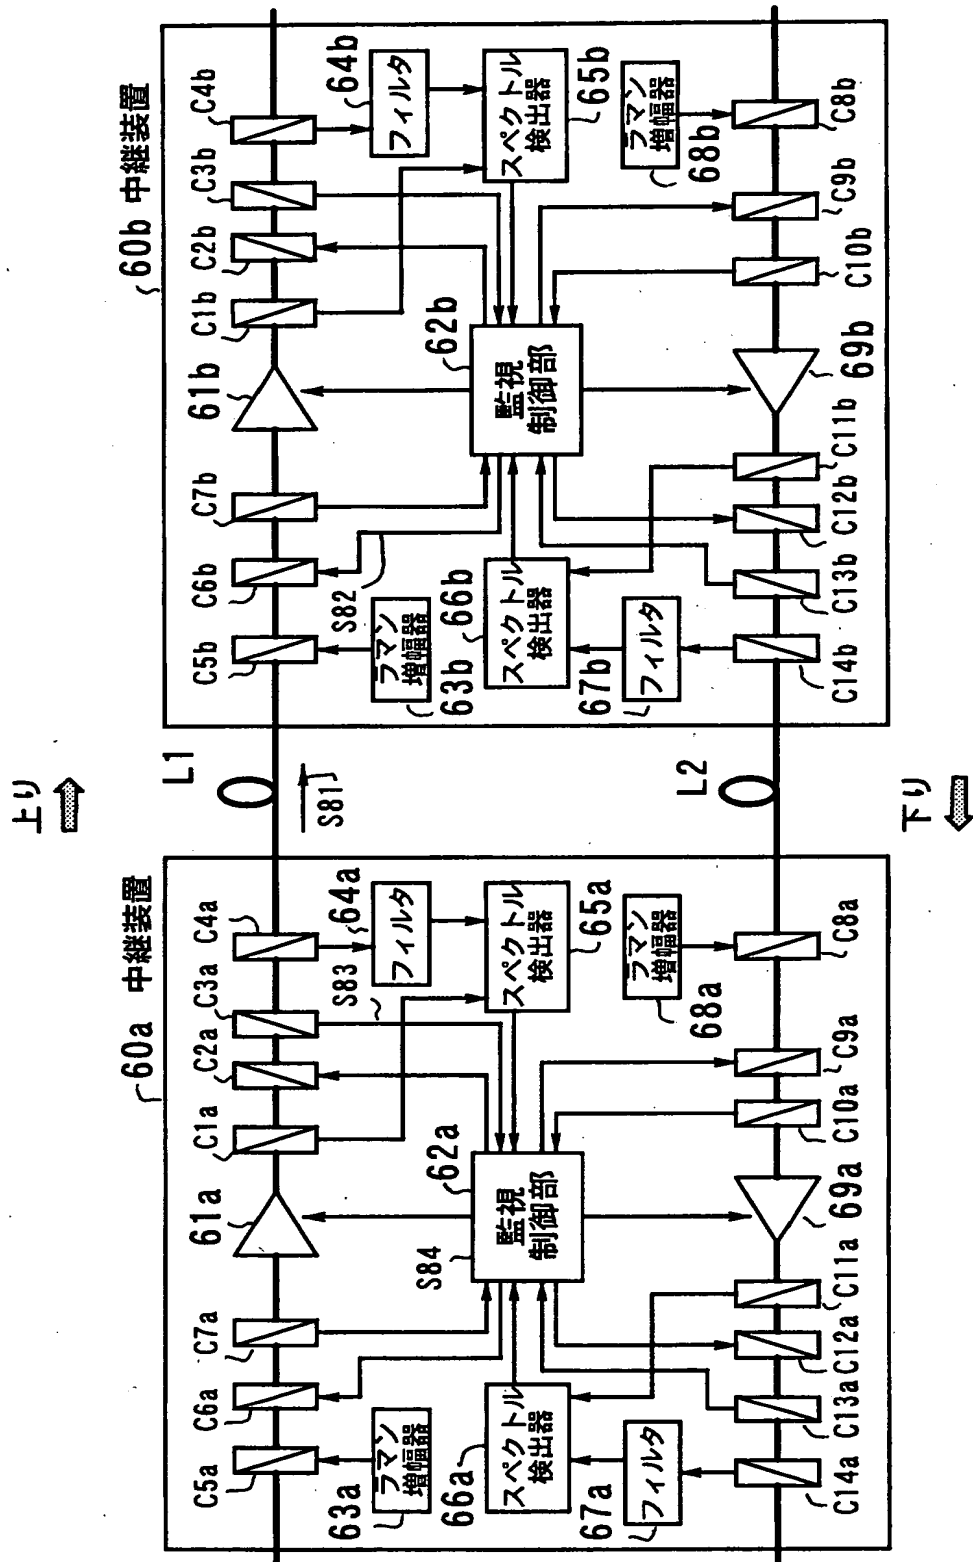 上り
下り
60a 中継装置
C5a
C6a
C7a
61a
C1a
C2a
C3a
C4a
63a
ラマン
増幅器
S84
62a
監視
制御部
S83
64a
フィルタ
スペクトル
検出器
65a
66a
スペクトル
検出器
67a
フィルタ
ラマン
増幅器
68a
C14a
C13a
C12a
C11a
69a
C10a
C9a
C8a
L1
S81
L2
60b 中継装置
C5b
C6b
C7b
61b
C1b
C2b
C3b
C4b
S82
ラマン
増幅器
63b
62b
監視
制御部
64b
フィルタ
スペクトル
検出器
65b
66b
スペクトル
検出器
67b
フィルタ
ラマン
増幅器
68b
C14b
C13b
C12b
C11b
69b
C10b
C9b
C8b